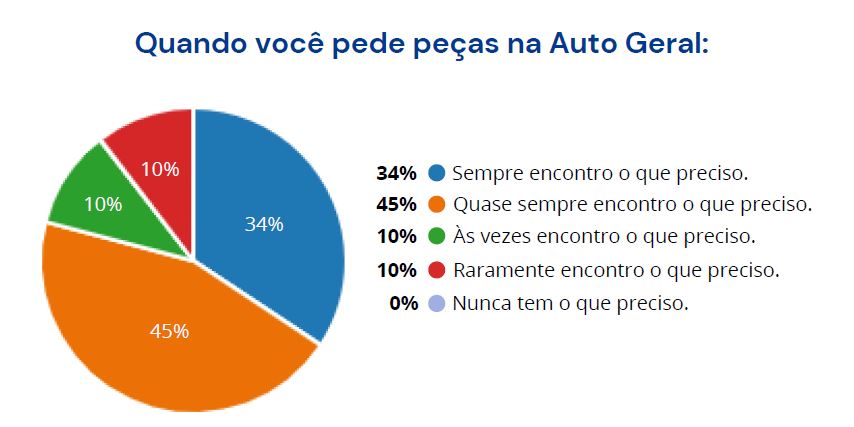 Quando você pede peças na Auto Geral:
10%
34%
10%
45%
34% Sempre encontro o que preciso.
45% Quase sempre encontro o que preciso.
10% Às vezes encontro o que preciso.
10% Raramente encontro o que preciso.
0% Nunca tem o que preciso.